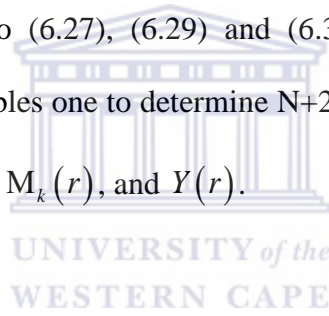 o (6.27), (6.29) and (6.3
bles one to determine N+2
M_k(r), and Y(r).
UNIVERSITY of the
WESTERN CAPE